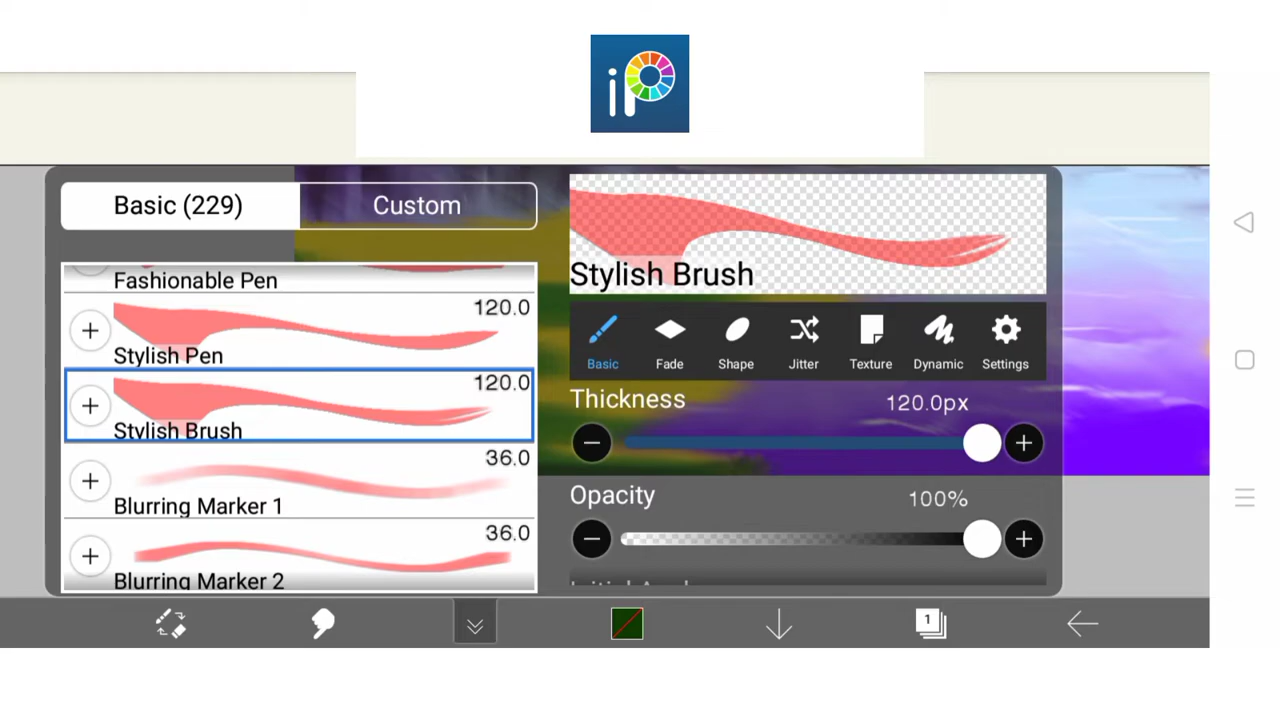 iP
Basic (229)
Custom
Fashionable Pen
120.0
Stylish Pen
120.0
Stylish Brush
36.0
Blurring Marker 1
36.0
Blurring Marker 2
Stylish Brush
Basic
Fade
Shape
Jitter
Texture
Dynamic
Settings
Thickness
120.0px
Opacity
100%
1